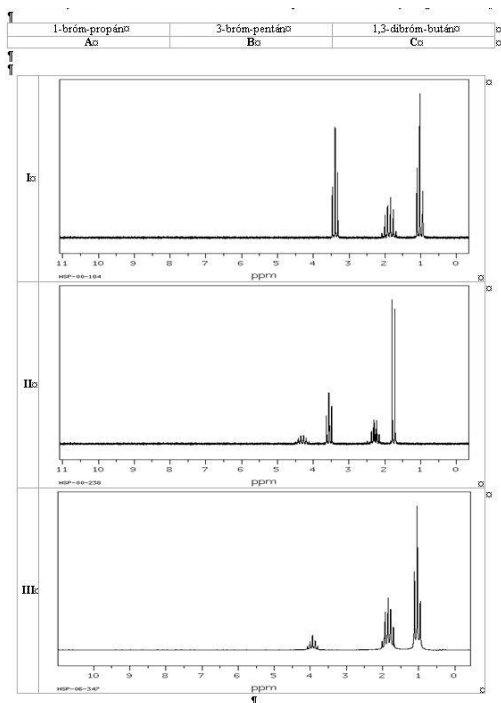 ¶
1-bróm-propán¤ 3-bróm-pentán¤ 1,3-dibróm-bután¤ ¤
A¤ B¤ C¤ ¤
¶
¶
¤
I¤
11 10 9 8 7 6 5 4 3 2 1 0
HSP-00-184 ppm ¤
¤
II¤
11 10 9 8 7 6 5 4 3 2 1 0
HSP-00-238 ppm ¤
¤
III¤
10 9 8 7 6 5 4 3 2 1 0
HSP-06-347 ppm ¤
¶